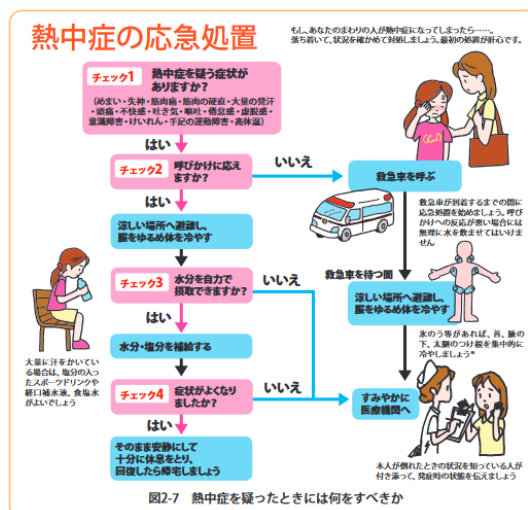 熱中症の応急処置
もし、あなたのまわりの人が熱中症になってしまったら……。
落ち着いて、状況を確かめて対処しましょう。最初の処置が肝心です。
チェック1
熱中症を疑う症状が
ありますか？
（めまい・失神・筋肉痛・筋肉の硬直・大量の発汗
・頭痛・不快感・吐き気・嘔吐・倦怠感・虚脱感・
意識障害・けいれん・手足の運動障害・高体温）
はい
チェック2
呼びかけに応え
ますか？
いいえ
救急車を呼ぶ
救急車が到着するまでの間に
応急処置を始めましょう。呼び
かけへの反応が悪い場合には
無理に水を飲ませてはいけま
せん
はい
涼しい場所へ避難し、
服をゆるめ体を冷やす
救急車を待つ間
涼しい場所へ避難し、
服をゆるめ体を冷やす
チェック3
水分を自力で
摂取できますか？
いいえ
氷のう等があれば、首、腋の
下、太腿のつけ根を集中的に
冷やしましょう*
はい
水分・塩分を補給する
大量に汗をかいている
場合は、塩分の入った
スポーツドリンクや
経口補水液、食塩水
がよいでしょう
チェック4
症状がよくなり
ましたか？
いいえ
すみやかに
医療機関へ
はい
そのまま安静にして
十分に休息をとり、
回復したら帰宅しましょう
本人が倒れたときの状況を知っている人が
付き添って、発症時の状態を伝えましょう
図2-7 熱中症を疑ったときには何をすべきか